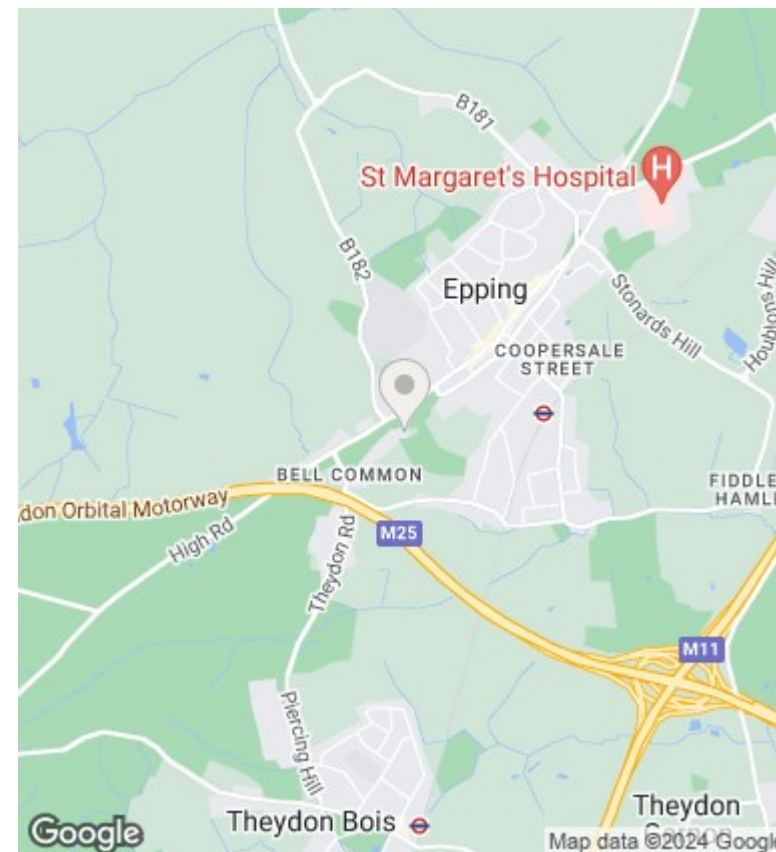 B181
St Margaret's Hospital
H
B182
Epping
Stonards Hill
Houblons Hill
COOPERSALE
STREET
BELL COMMON
don Orbital Motorway
High Rd
Theydon Rd
M25
FIDDLE
HAML
M11
Piercing Hill
Theydon Bois
Theydon
Google
Map data ©2024 Google